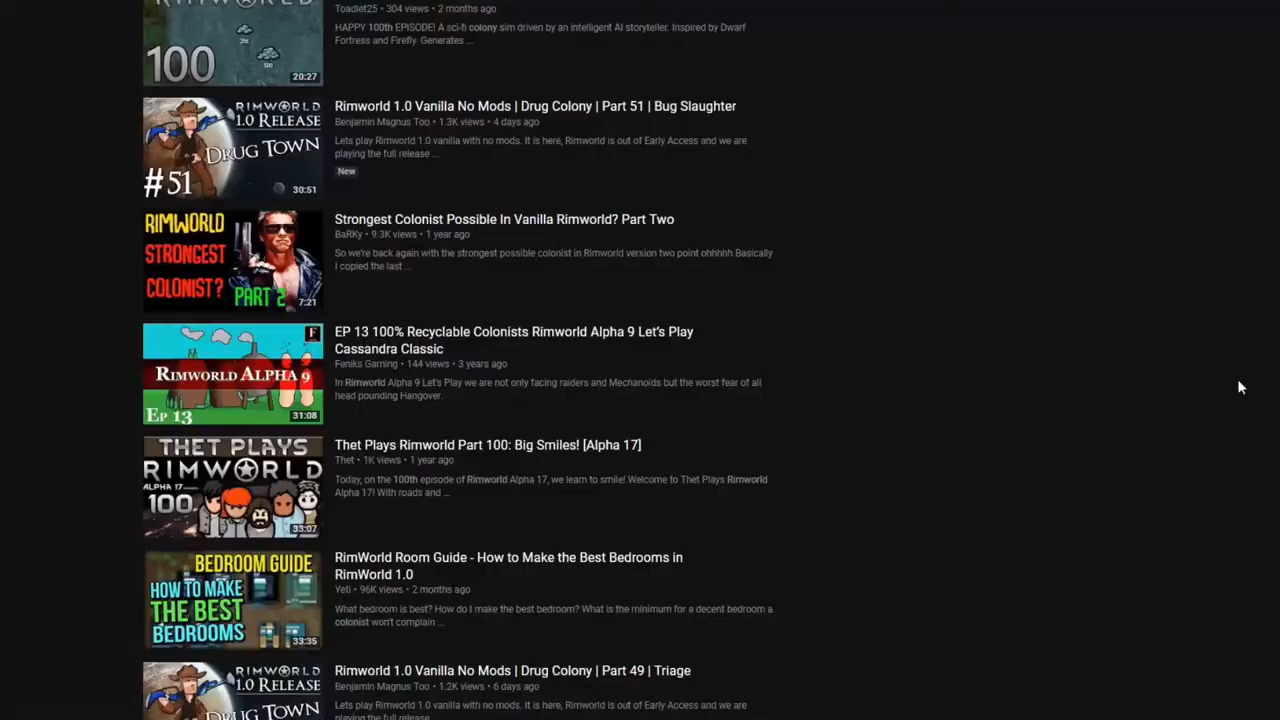 RIMWORLD
Toadlet25 • 304 views • 2 months ago
HAPPY 100th EPISODE! A sci-fi colony sim driven by an intelligent AI storyteller. Inspired by Dwarf
Fortress and Firefly. Generates ...
100
20:27
RIMWORLD
1.0 RELEASE
DRUG TOWN
#51
30:51
Rimworld 1.0 Vanilla No Mods | Drug Colony | Part 51 | Bug Slaughter
Benjamin Magnus Too • 1.3K views • 4 days ago
Lets play Rimworld 1.0 vanilla with no mods. It is here, Rimworld is out of Early Access and we are
playing the full release ...
New
RIMWORLD
STRONGEST
COLONIST?
PART 2
7:21
Strongest Colonist Possible In Vanilla Rimworld? Part Two
BaRKy • 9.3K views • 1 year ago
So we're back again with the strongest possible colonist in Rimworld version two point ohhhhh Basically
I copied the last ...
F
RIMWORLD ALPHA 9
EP 13
31:08
EP 13 100% Recyclable Colonists Rimworld Alpha 9 Let's Play
Cassandra Classic
Feniks Gaming • 144 views • 3 years ago
In Rimworld Alpha 9 Let's Play we are not only facing raiders and Mechanoids but the worst fear of all
head pounding Hangover.
THET PLAYS
RIMWORLD
ALPHA 17
100
33:07
Thet Plays Rimworld Part 100: Big Smiles! [Alpha 17]
Thet • 1K views • 1 year ago
Today, on the 100th episode of Rimworld Alpha 17, we learn to smile! Welcome to Thet Plays Rimworld
Alpha 17! With roads and ...
BEDROOM GUIDE
HOW TO MAKE
THE BEST
BEDROOMS
33:35
RimWorld Room Guide - How to Make the Best Bedrooms in
RimWorld 1.0
Yeti • 96K views • 2 months ago
What bedroom is best? How do I make the best bedroom? What is the minimum for a decent bedroom a
colonist won't complain ...
RIMWORLD
1.0 RELEASE
DRUG TOWN
Rimworld 1.0 Vanilla No Mods | Drug Colony | Part 49 | Triage
Benjamin Magnus Too • 1.2K views • 6 days ago
Lets play Rimworld 1.0 vanilla with no mods. It is here, Rimworld is out of Early Access and we are
playing the full release